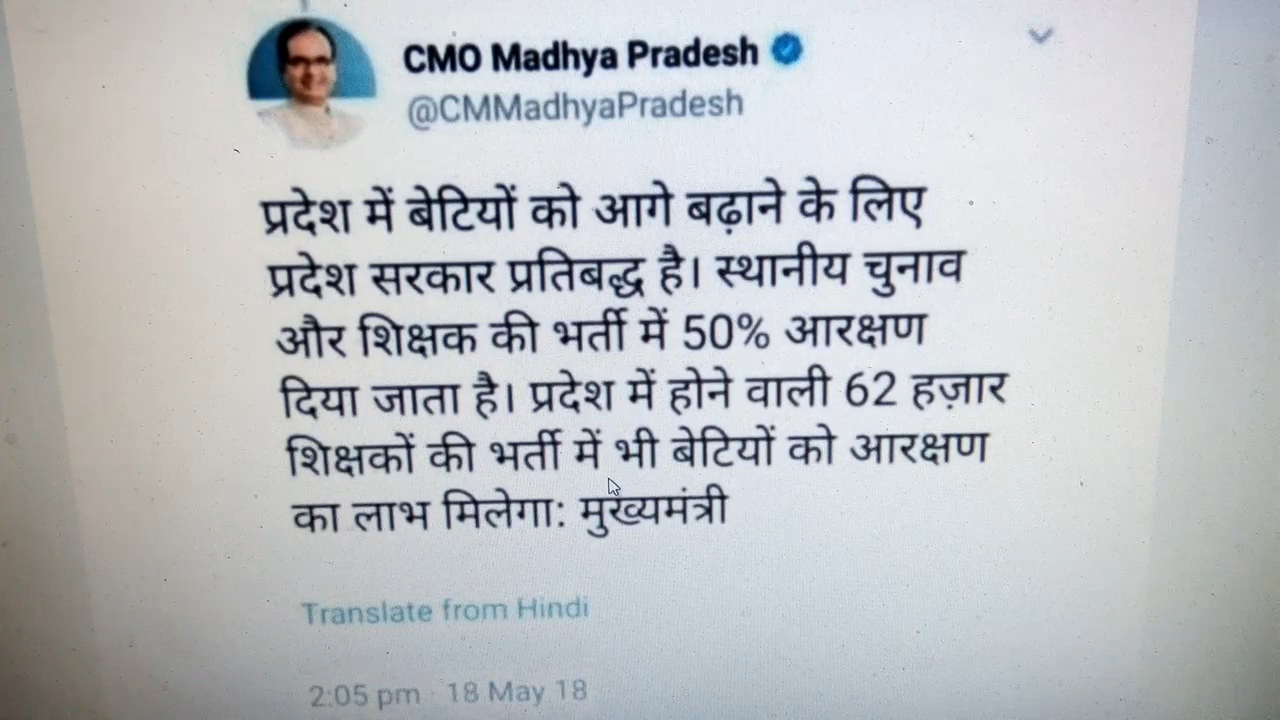 CMO Madhya Pradesh
@CMMadhyaPradesh
प्रदेश में बेटियों को आगे बढ़ाने के लिए
प्रदेश सरकार प्रतिबद्ध है। स्थानीय चुनाव
और शिक्षक की भर्ती में 50% आरक्षण
दिया जाता है। प्रदेश में होने वाली 62 हज़ार
शिक्षकों की भर्ती में भी बेटियों को आरक्षण
का लाभ मिलेगा: मुख्यमंत्री
Translate from Hindi
2:05 pm · 18 May 18